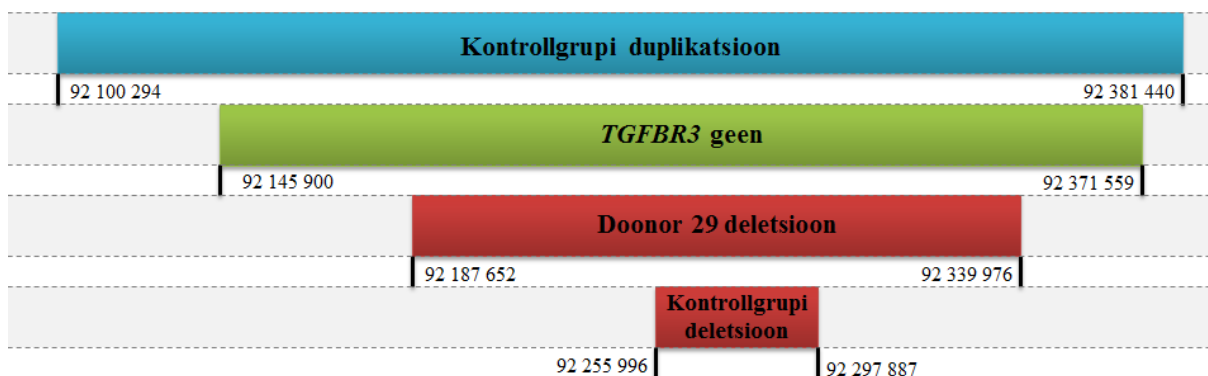 Kontrollgrupi duplikatsioon
92 100 294 92 381 440
TGFBR3 geen
92 145 900 92 371 559
Doonor 29 deletsioon
92 187 652 92 339 976
Kontrollgrupi
deletsioon
92 255 996 92 297 887